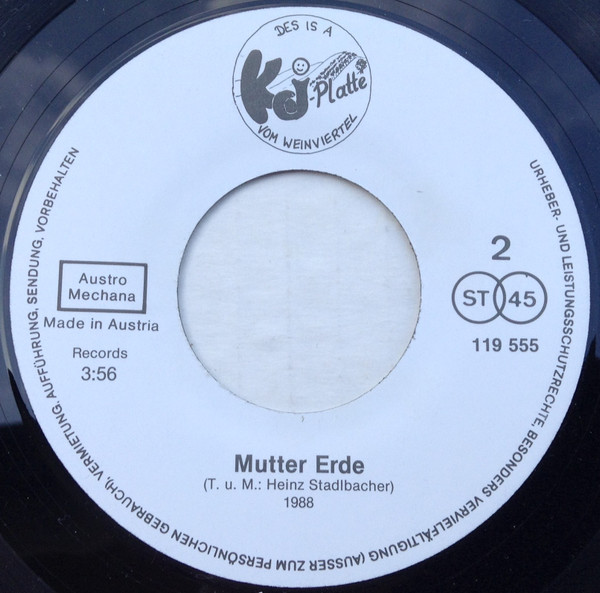 DES IS A
KJ-Platte
VOM WEINVIERTEL
Austro
Mechana
Made in Austria
Records
3:56
2
ST 45
119 555
Mutter Erde
(T. u. M.: Heinz Stadlbacher)
1988
URHEBER- UND LEISTUNGSSCHUTZRECHTE, BESONDERS VERVIELFÄLTIGUNG (AUSSER ZUM PERSÖNLICHEN GEBRAUCH), VERMIETUNG, AUFFÜHRUNG, SENDUNG, VORBEHALTEN